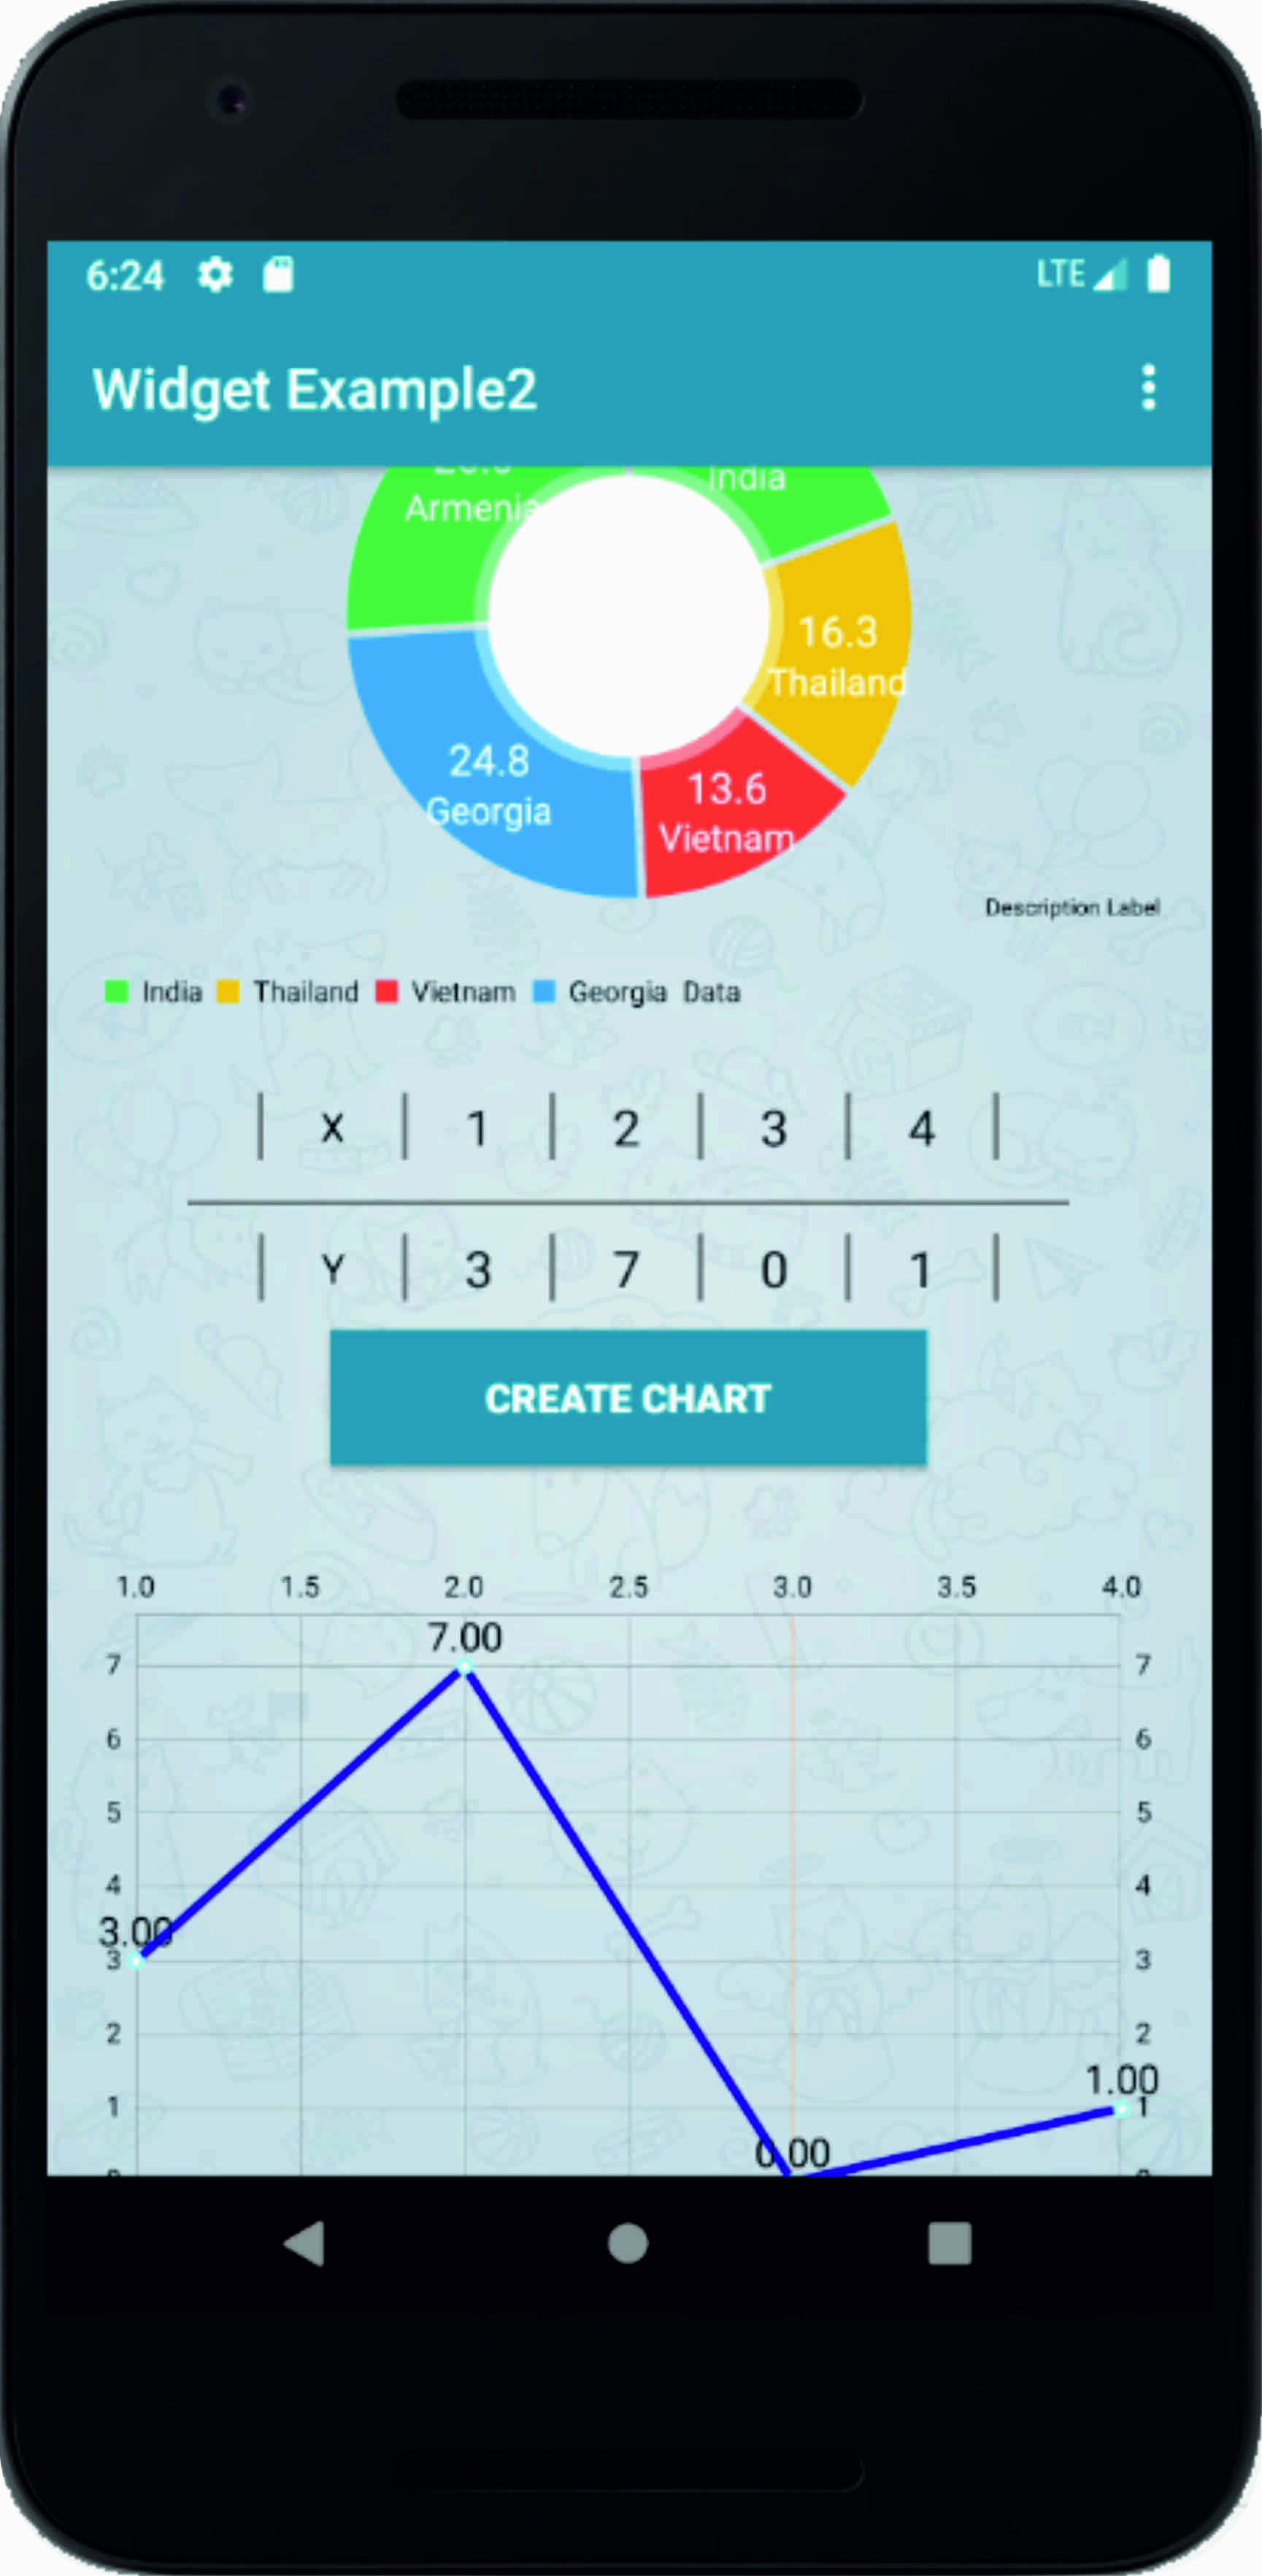 6:24 LTE
Widget Example2
Armenia
India
16.3
Thailand
24.8
Georgia
13.6
Vietnam
Description Label
India Thailand Vietnam Georgia Data
| X | 1 | 2 | 3 | 4 |
| Y | 3 | 7 | 0 | 1 |
CREATE CHART
1.0 1.5 2.0 2.5 3.0 3.5 4.0
7.00
7 7
6 6
5 5
4 4
3.00
3 3
2 2
1.00
1 1
0.00